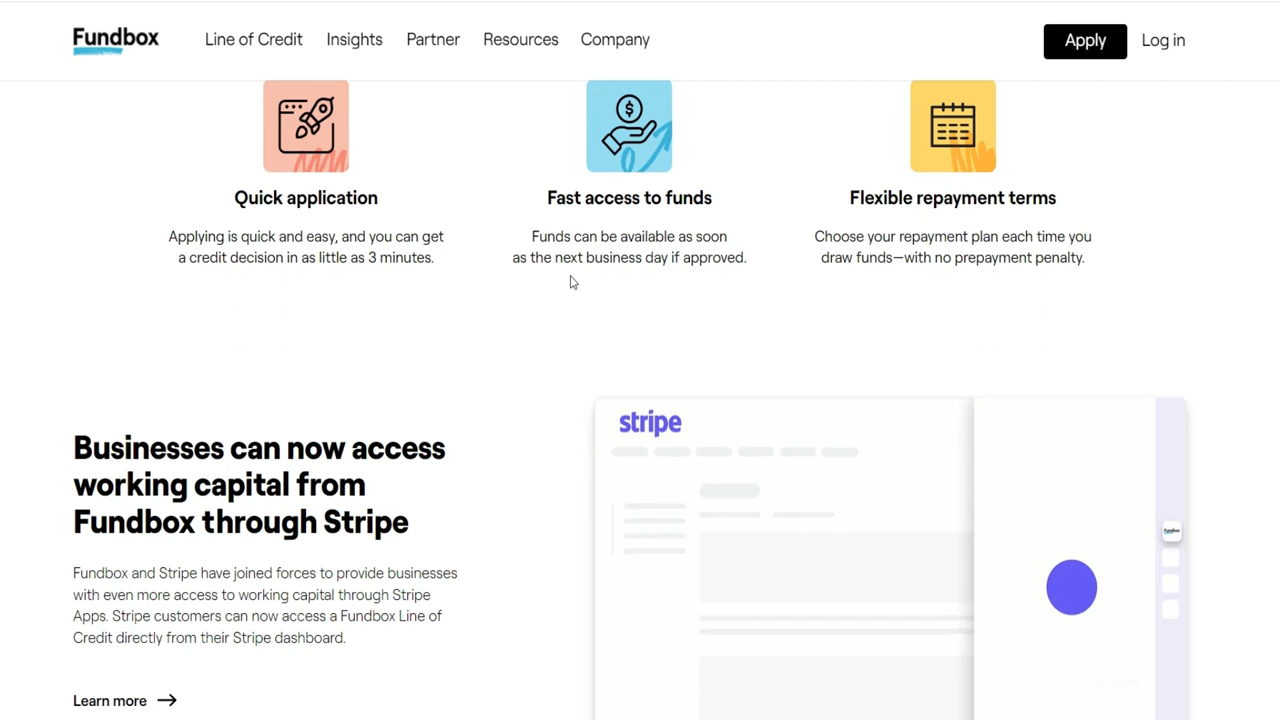 Fundbox
Line of Credit
Insights
Partner
Resources
Company
Apply
Log in
Quick application
Applying is quick and easy, and you can get
a credit decision in as little as 3 minutes.
Fast access to funds
Funds can be available as soon
as the next business day if approved.
Flexible repayment terms
Choose your repayment plan each time you
draw funds—with no prepayment penalty.
Businesses can now access
working capital from
Fundbox through Stripe
Fundbox and Stripe have joined forces to provide businesses
with even more access to working capital through Stripe
Apps. Stripe customers can now access a Fundbox Line of
Credit directly from their Stripe dashboard.
Learn more
stripe
Fundbox